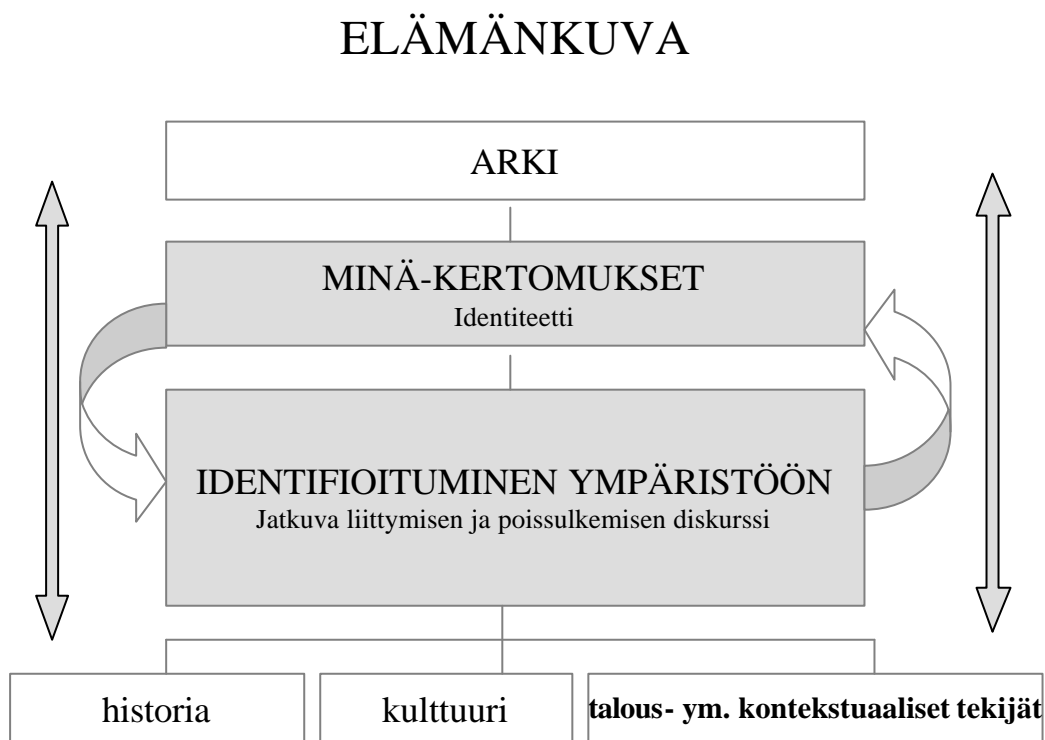 ELÄMÄNKUVA
ARKI
MINÄ-KERTOMUKSET
Identiteetti
IDENTIFIOITUMINEN YMPÄRISTÖÖN
Jatkuva liittymisen ja poissulkemisen diskurssi
historia
kulttuuri
talous- ym. kontekstuaaliset tekijät